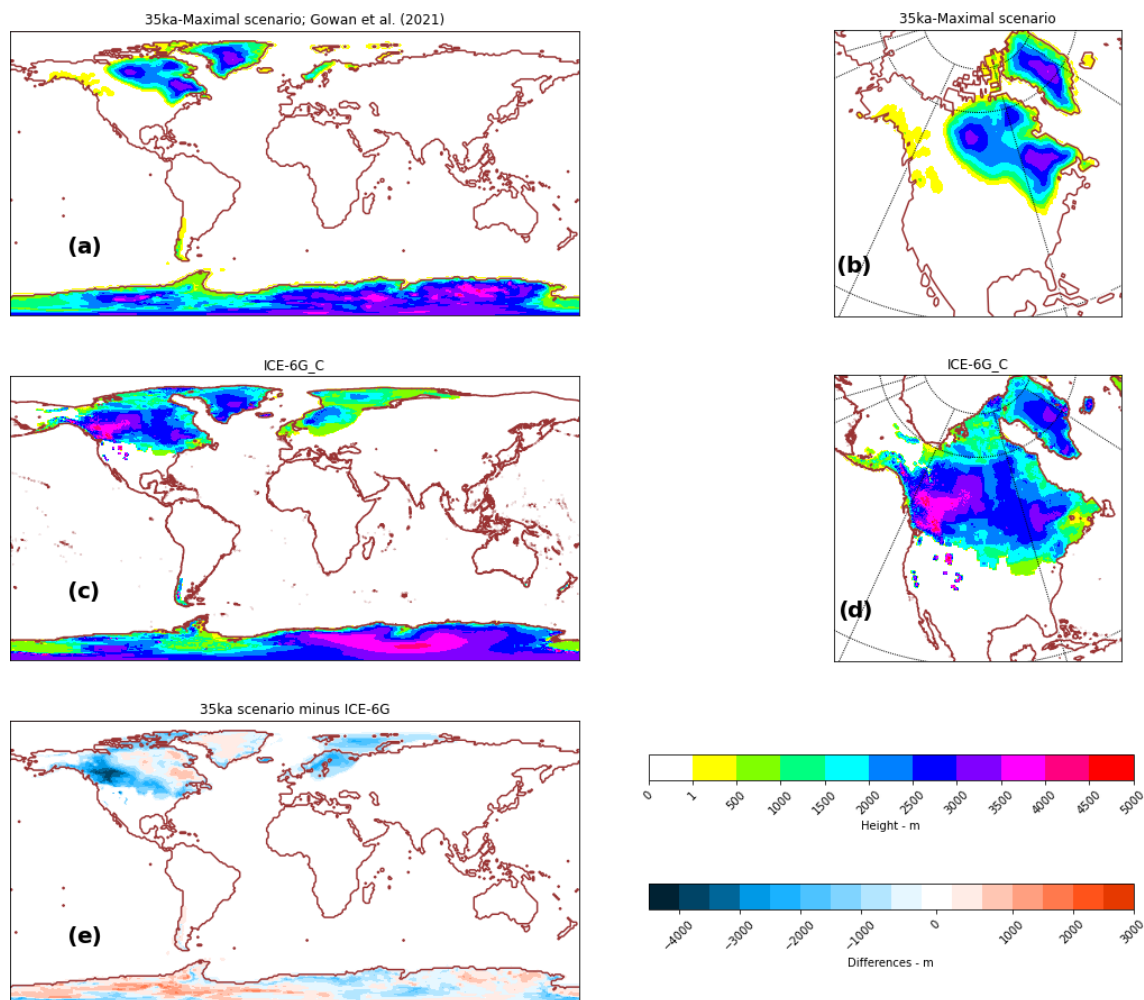 35ka-Maximal scenario; Gowan et al. (2021)
35ka-Maximal scenario
(a)
(b)
ICE-6G_C
ICE-6G_C
(c)
(d)
35ka scenario minus ICE-6G
(e)
0 1 500 1000 1500 2000 2500 3000 3500 4000 4500 5000
Height - m
−4000 −3000 −2000 −1000 0 1000 2000 3000
Differences - m